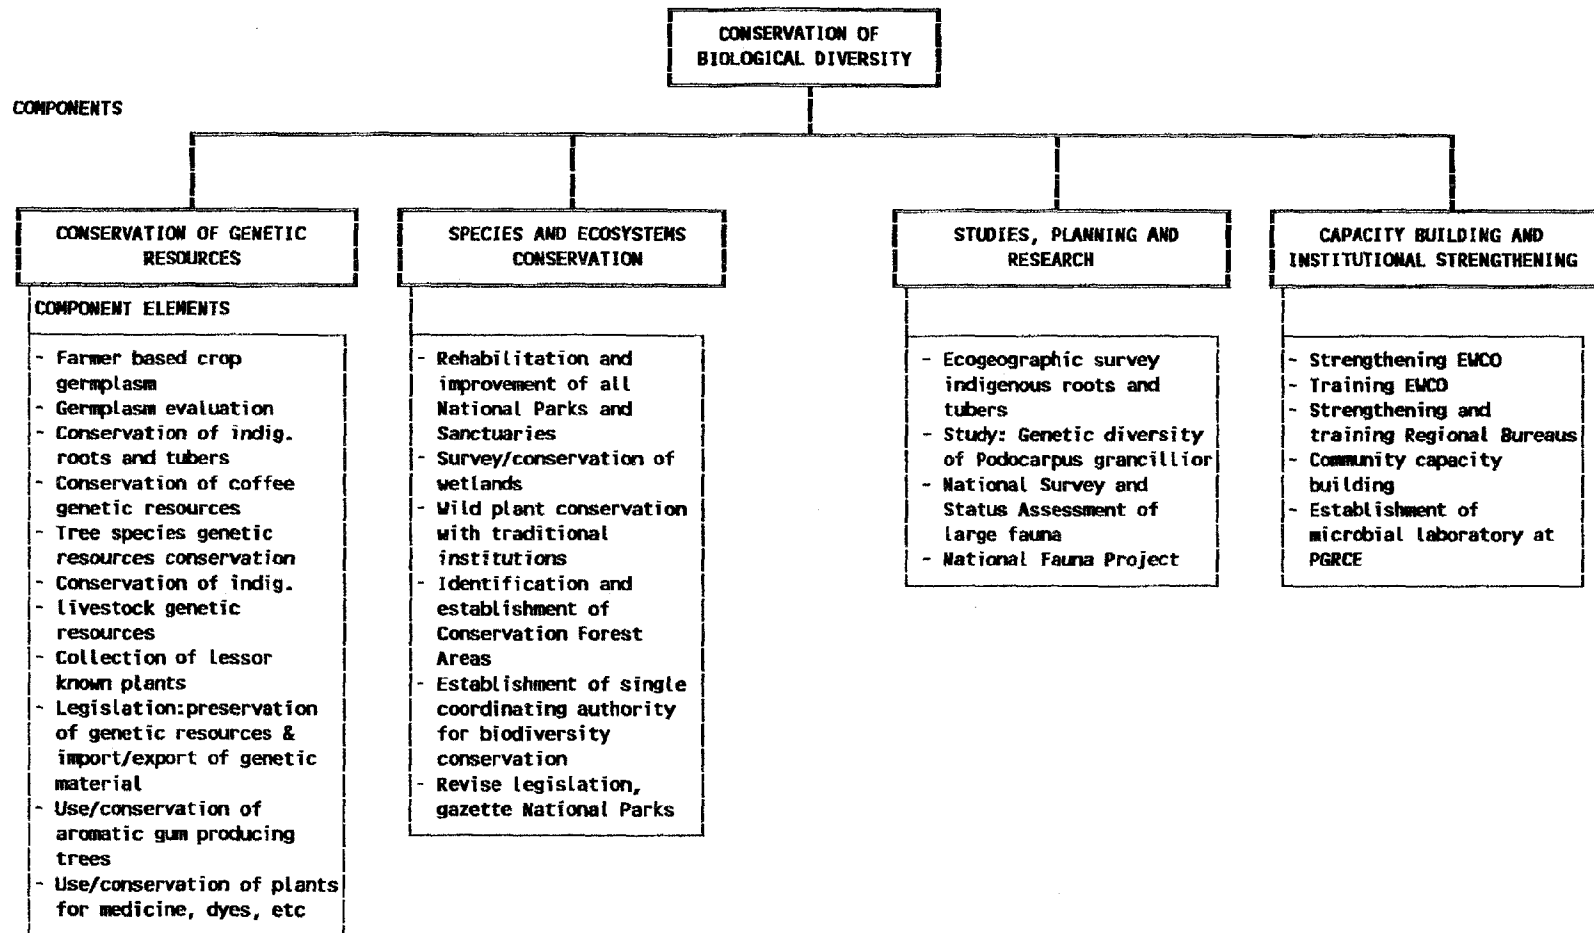 CONSERVATION OF
BIOLOGICAL DIVERSITY
COMPONENTS
CONSERVATION OF GENETIC
RESOURCES
SPECIES AND ECOSYSTEMS
CONSERVATION
STUDIES, PLANNING AND
RESEARCH
CAPACITY BUILDING AND
INSTITUTIONAL STRENGTHENING
COMPONENT ELEMENTS
- Farmer based crop
germplasm
- Germplasm evaluation
- Conservation of indig.
roots and tubers
- Conservation of coffee
genetic resources
- Tree species genetic
resources conservation
- Conservation of indig.
- livestock genetic
resources
- Collection of lessor
known plants
- Legislation:preservation
of genetic resources &
import/export of genetic
material
- Use/conservation of
aromatic gum producing
trees
- Use/conservation of plants
for medicine, dyes, etc
- Rehabilitation and
improvement of all
National Parks and
Sanctuaries
- Survey/conservation of
wetlands
- Wild plant conservation
with traditional
institutions
- Identification and
establishment of
Conservation Forest
Areas
- Establishment of single
coordinating authority
for biodiversity
conservation
- Revise legislation,
gazette National Parks
- Ecogeographic survey
indigenous roots and
tubers
- Study: Genetic diversity
of Podocarpus grancillior
- National Survey and
Status Assessment of
large fauna
- National Fauna Project
- Strengthening EWCO
- Training EWCO
- Strengthening and
training Regional Bureaus
- Community capacity
building
- Establishment of
microbial laboratory at
PGRCE